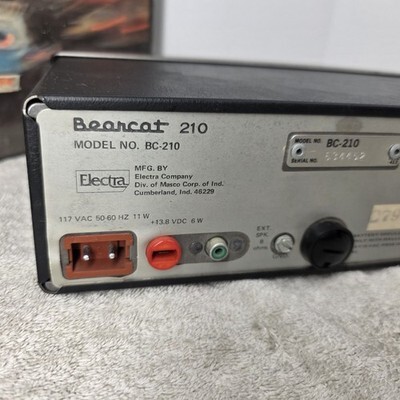 Bearcat 210
MODEL NO. BC-210
Electra
MFG. BY
Electra Company
Div. of Masco Corp. of Ind.
Cumberland, Ind. 46229
MODEL NO. BC-210
SERIAL NO.
117 VAC 50-60 HZ 11 W
+13.8 VDC 6 W
EXT.
SPK.
8
ohms